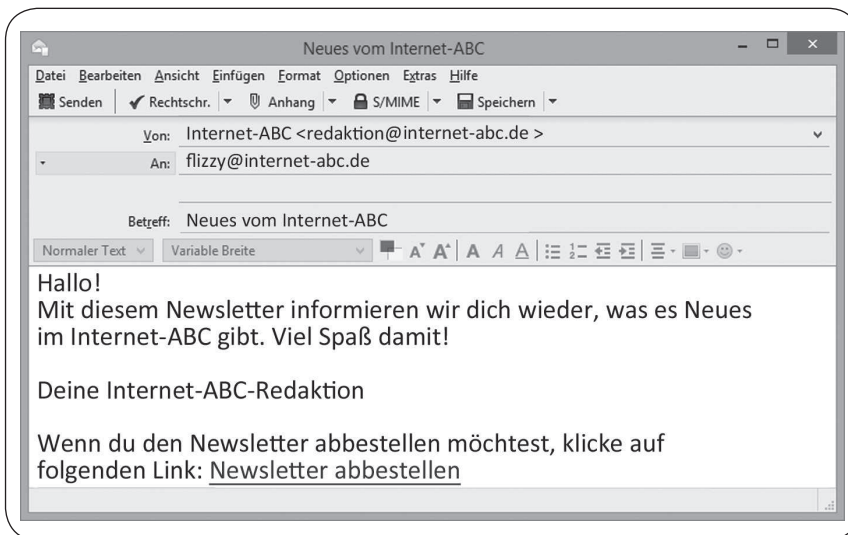 Neues vom Internet-ABC
Datei Bearbeiten Ansicht Einfügen Format Optionen Extras Hilfe
Senden Rechtschr. Anhang S/MIME Speichern
Von: Internet-ABC <redaktion@internet-abc.de >
An: flizzy@internet-abc.de
Betreff: Neues vom Internet-ABC
Normaler Text Variable Breite
Hallo!
Mit diesem Newsletter informieren wir dich wieder, was es Neues
im Internet-ABC gibt. Viel Spaß damit!
Deine Internet-ABC-Redaktion
Wenn du den Newsletter abbestellen möchtest, klicke auf
folgenden Link: Newsletter abbestellen